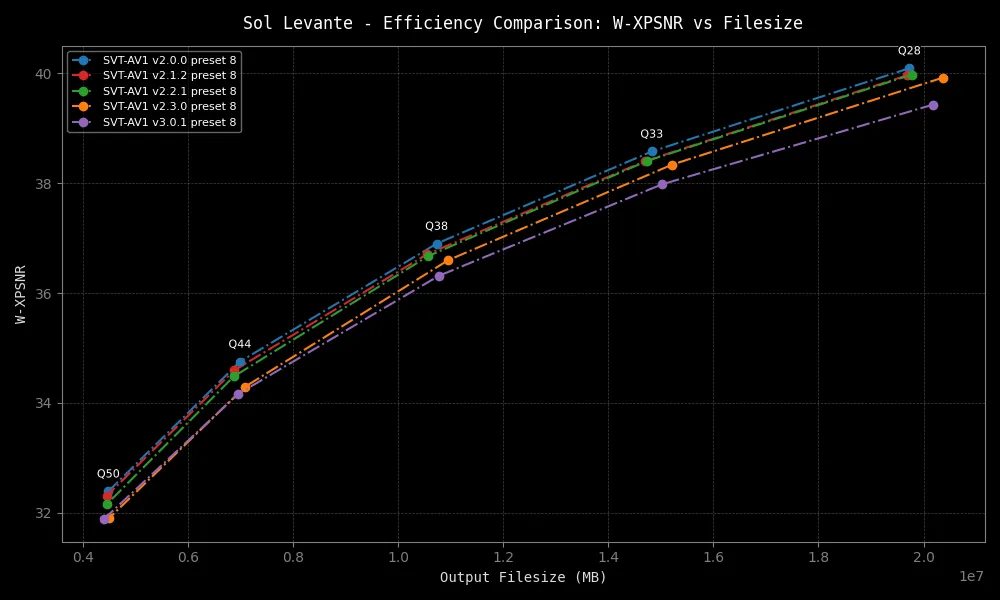 Sol Levante - Efficiency Comparison: W-XPSNR vs Filesize
SVT-AV1 v2.0.0 preset 8
SVT-AV1 v2.1.2 preset 8
SVT-AV1 v2.2.1 preset 8
SVT-AV1 v2.3.0 preset 8
SVT-AV1 v3.0.1 preset 8
Q28
Q33
Q38
Q44
Q50
40
38
36
34
32
W-XPSNR
0.4 0.6 0.8 1.0 1.2 1.4 1.6 1.8 2.0
1e7
Output Filesize (MB)